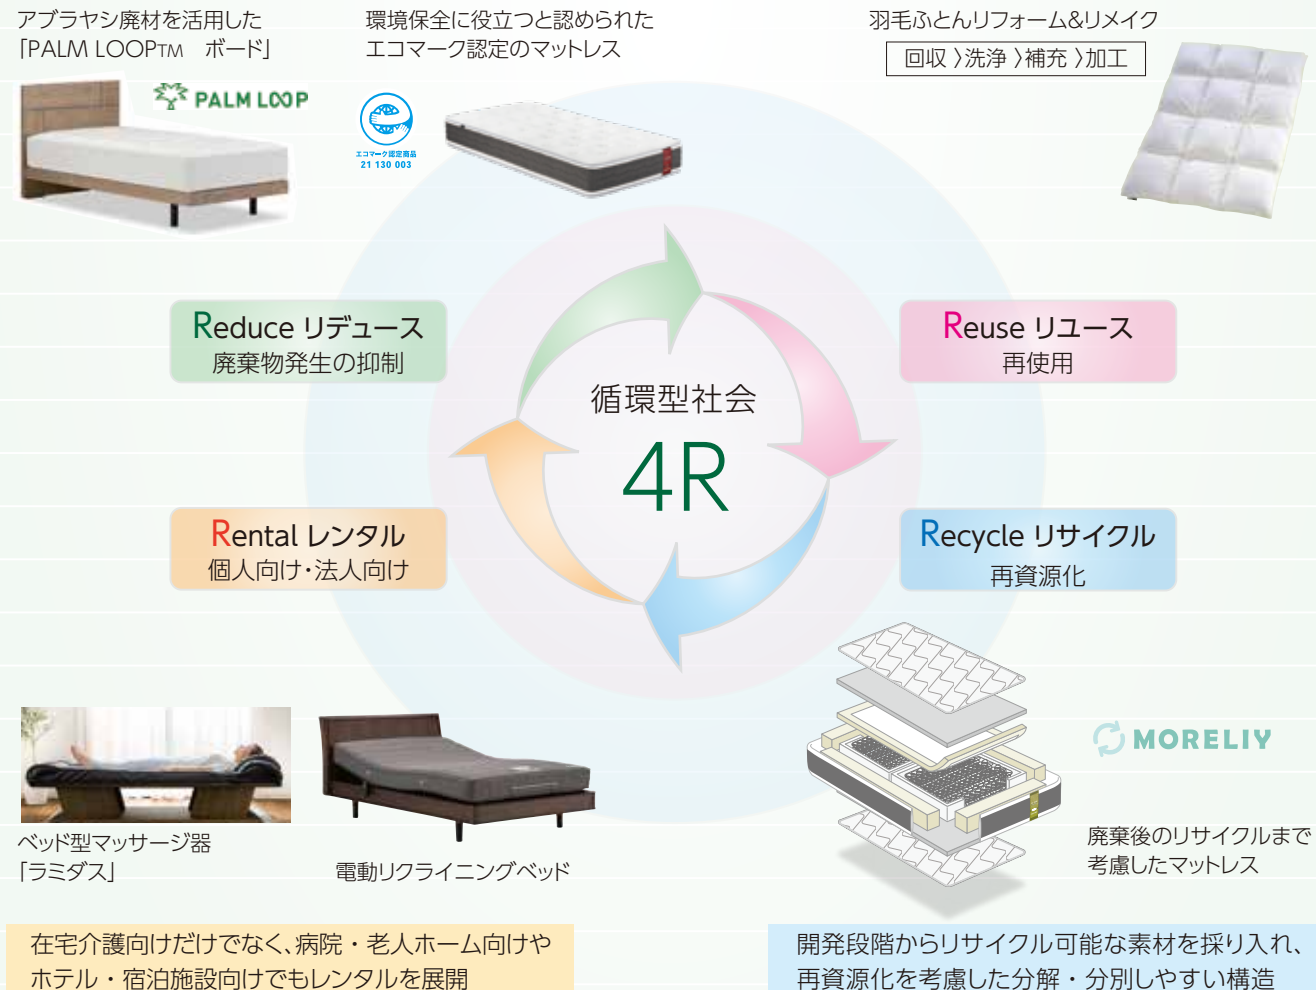 アブラヤシ廃材を活用した
「PALM LOOP™ ボード」
PALM LOOP
環境保全に役立つと認められた
エコマーク認定のマットレス
エコマーク認定商品
21 130 003
羽毛ふとんリフォーム&リメイク
回収 〉洗浄 〉補充 〉加工
Reduce リデュース
廃棄物発生の抑制
Reuse リユース
再使用
循環型社会
4R
Rental レンタル
個人向け・法人向け
Recycle リサイクル
再資源化
MORELIY
ベッド型マッサージ器
「ラミダス」
電動リクライニングベッド
廃棄後のリサイクルまで
考慮したマットレス
在宅介護向けだけでなく、病院・老人ホーム向けや
ホテル・宿泊施設向けでもレンタルを展開
開発段階からリサイクル可能な素材を採り入れ、
再資源化を考慮した分解・分別しやすい構造